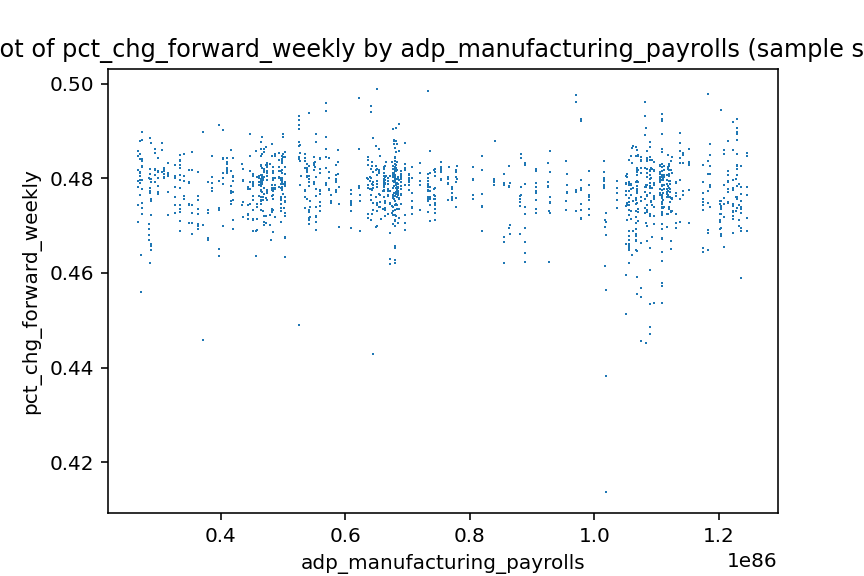 ot of pct_chg_forward_weekly by adp_manufacturing_payrolls (sample s
0.50
0.48
0.46
0.44
0.42
pct_chg_forward_weekly
0.4 0.6 0.8 1.0 1.2
1e86
adp_manufacturing_payrolls